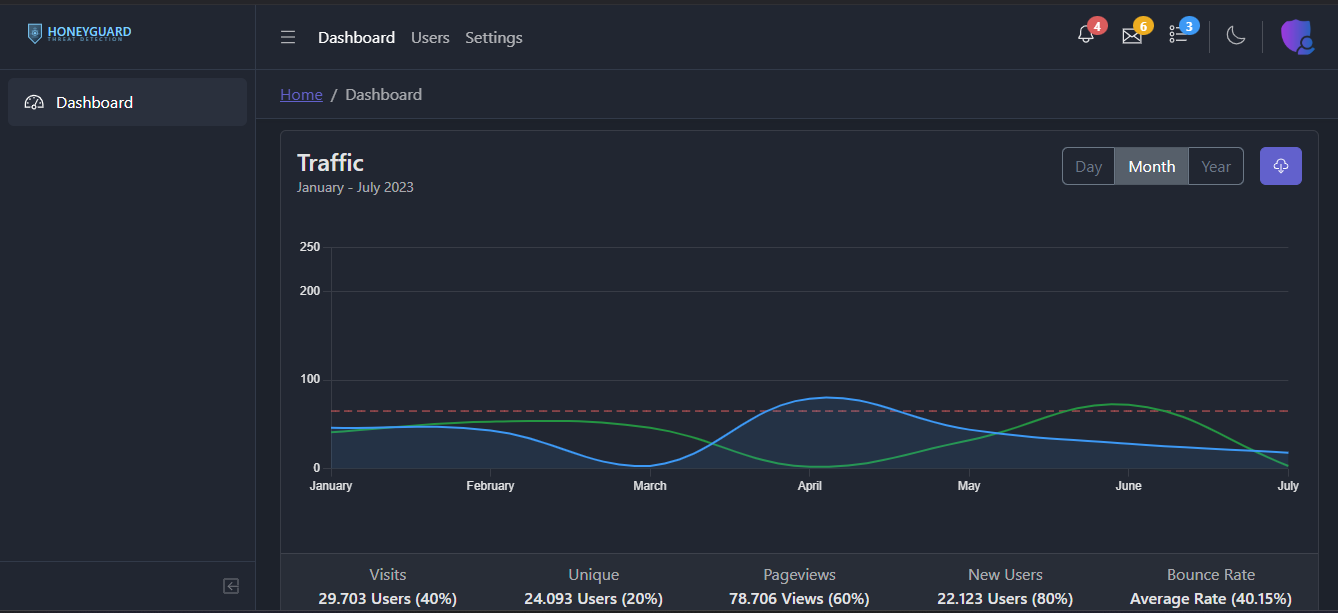 HONEYGUARD
THREAT DETECTION
Dashboard Users Settings
4 6 3
Home / Dashboard
Dashboard
Traffic
January - July 2023
Day Month Year
250
200
100
0
January February March April May June July
Visits
29.703 Users (40%)
Unique
24.093 Users (20%)
Pageviews
78.706 Views (60%)
New Users
22.123 Users (80%)
Bounce Rate
Average Rate (40.15%)